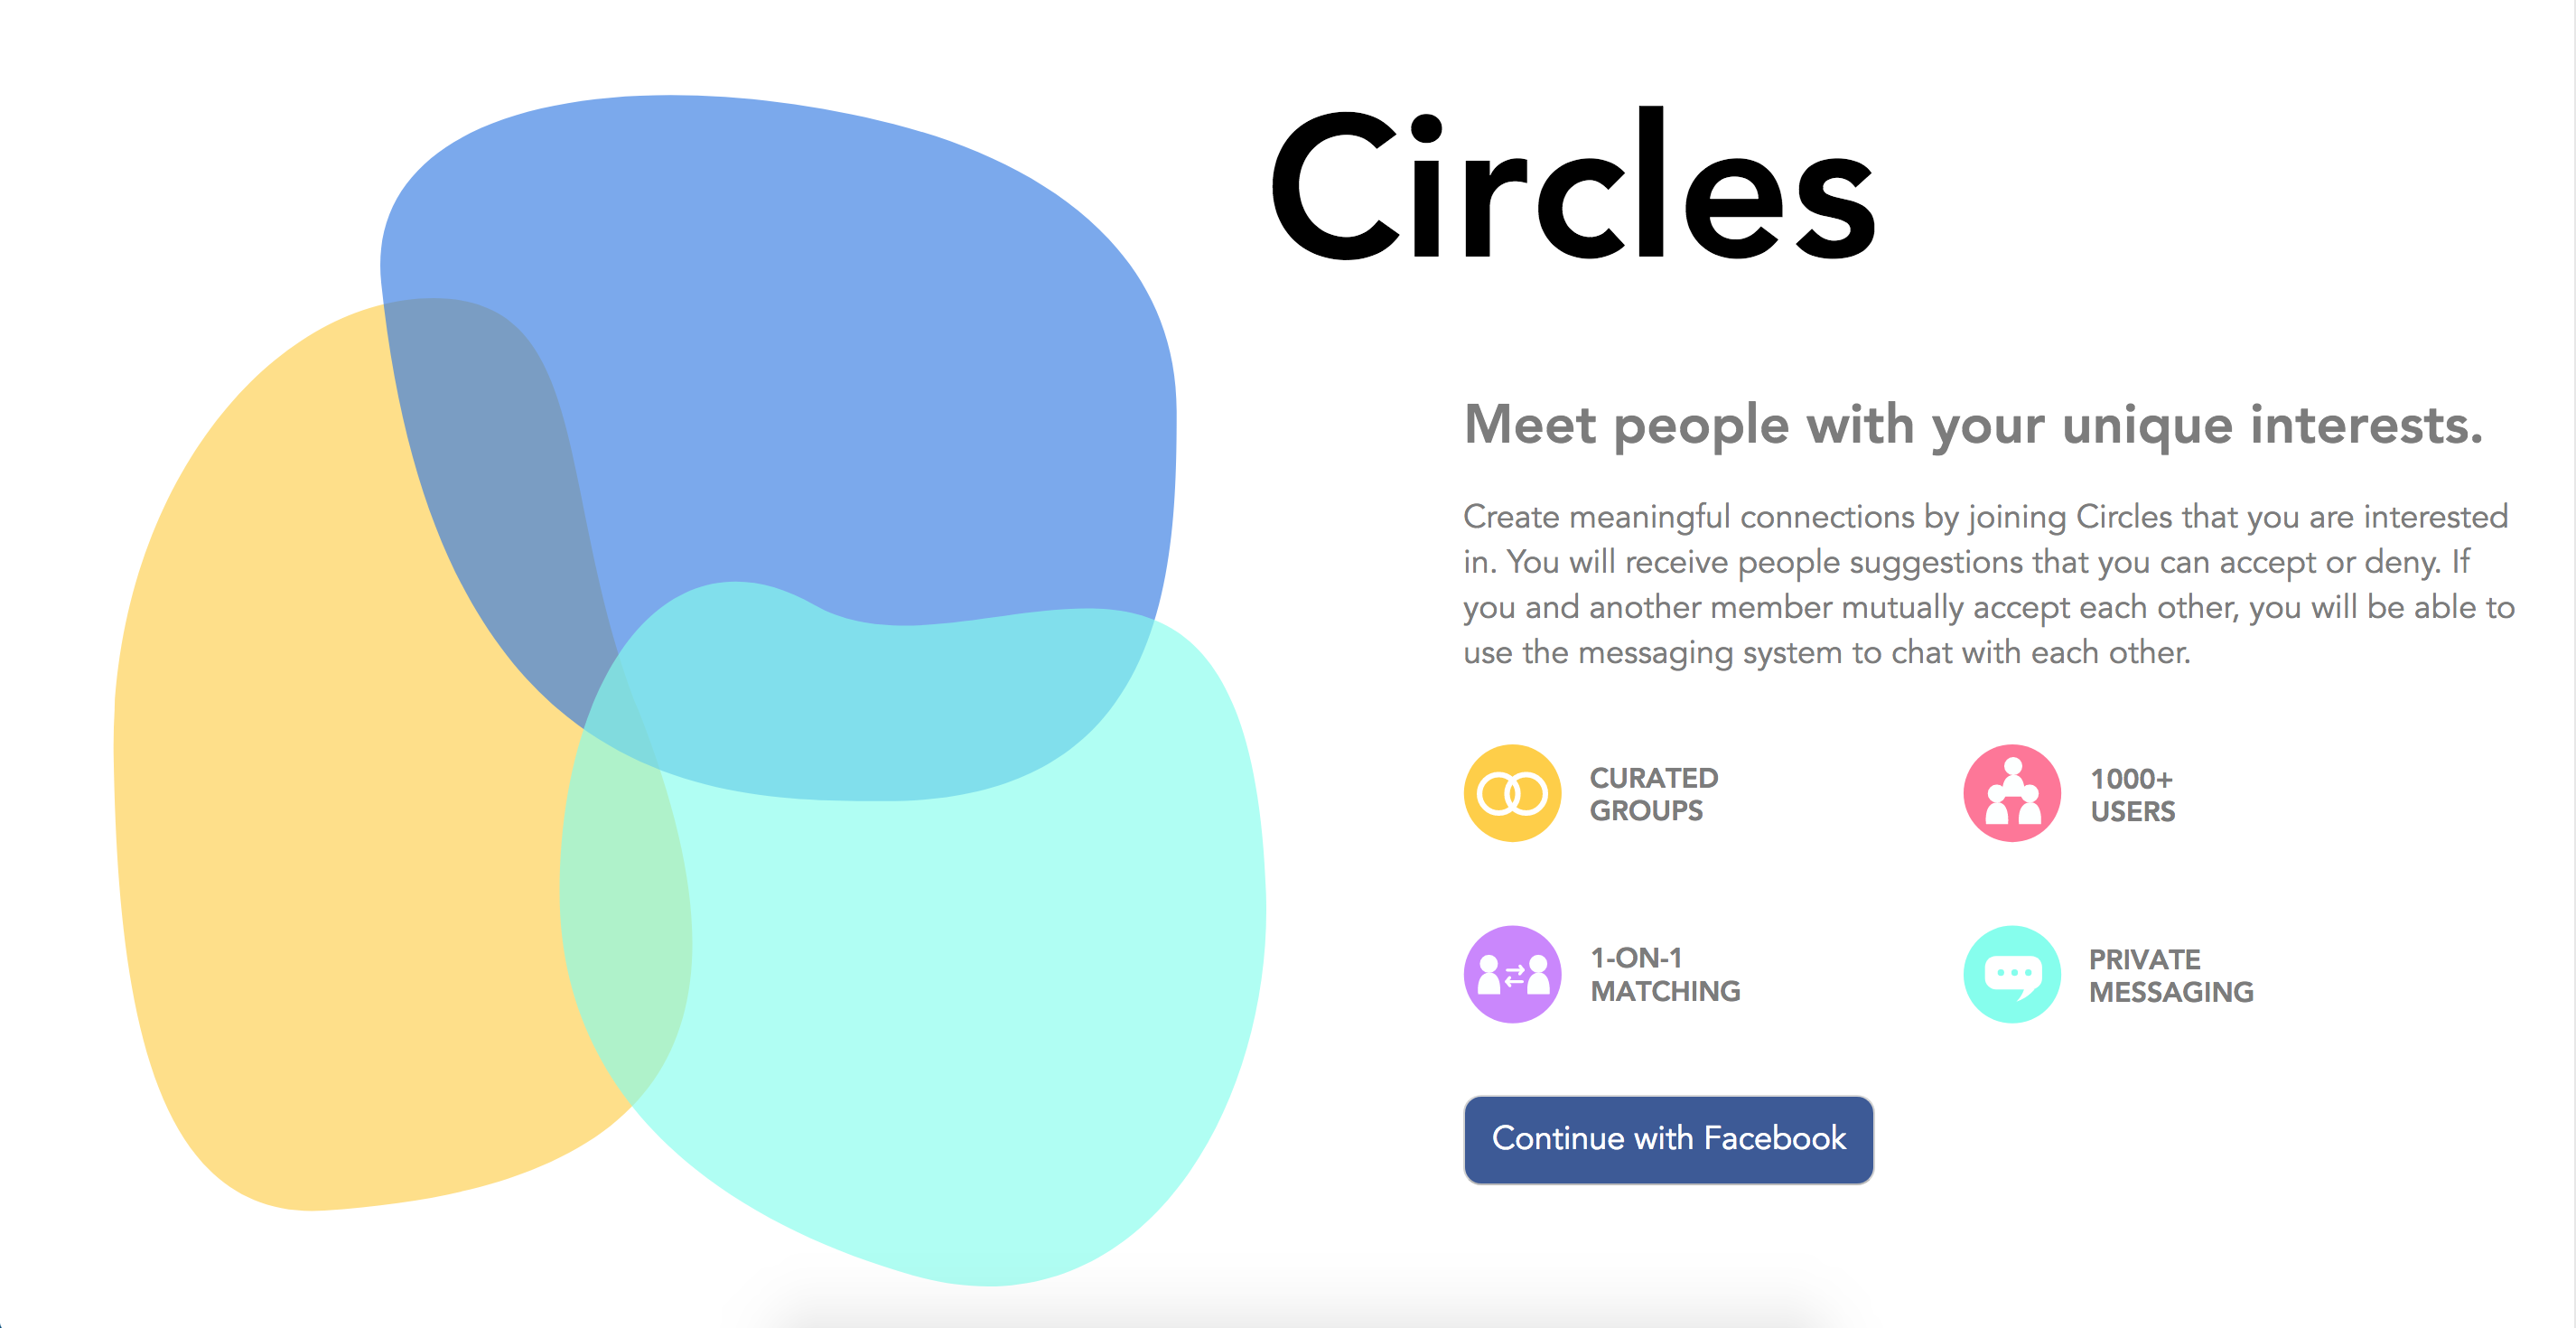 Circles
Meet people with your unique interests.
Create meaningful connections by joining Circles that you are interested
in. You will receive people suggestions that you can accept or deny. If
you and another member mutually accept each other, you will be able to
use the messaging system to chat with each other.
CURATED
GROUPS
1000+
USERS
1-ON-1
MATCHING
PRIVATE
MESSAGING
Continue with Facebook